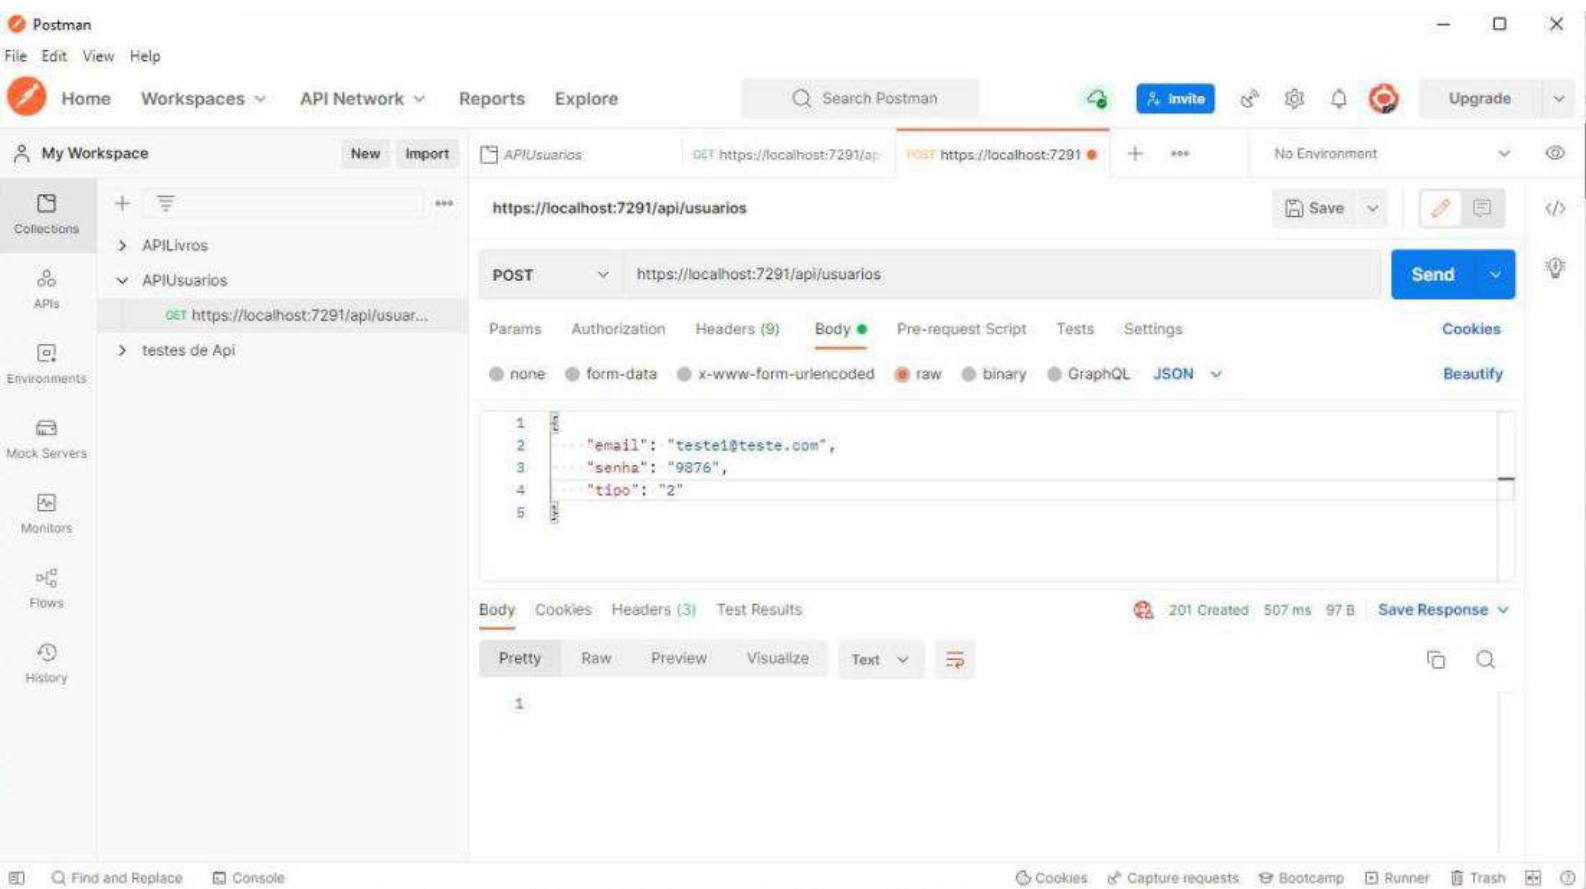 Postman
File Edit View Help
Home Workspaces API Network Reports Explore Search Postman Invite Upgrade
My Workspace New Import APIUsuarios GET https://localhost:7291/ap POST https://localhost:7291 No Environment
Collections
APIs
Environments
Mock Servers
Monitors
Flows
History
APILivros
APIUsuarios
GET https://localhost:7291/api/usuar...
testes de Api
https://localhost:7291/api/usuarios Save
POST https://localhost:7291/api/usuarios Send
Params Authorization Headers (9) Body Pre-request Script Tests Settings Cookies
none form-data x-www-form-urlencoded raw binary GraphQL JSON Beautify
1 {
2 "email": "teste1@teste.com",
3 "senha": "9876",
4 "tipo": "2"
5 }
Body Cookies Headers (3) Test Results 201 Created 507 ms 97 B Save Response
Pretty Raw Preview Visualize Text
1
Find and Replace Console Cookies Capture requests Bootcamp Runner Trash